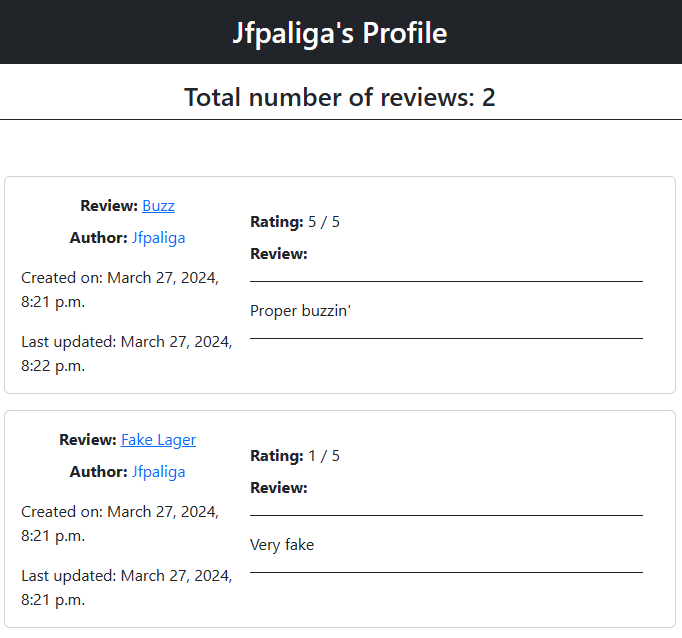 Jfpaliga's Profile
Total number of reviews: 2
Review: Buzz
Author: Jfpaliga
Created on: March 27, 2024,
8:21 p.m.
Last updated: March 27, 2024,
8:22 p.m.
Rating: 5 / 5
Review:
Proper buzzin'
Review: Fake Lager
Author: Jfpaliga
Created on: March 27, 2024,
8:21 p.m.
Last updated: March 27, 2024,
8:21 p.m.
Rating: 1 / 5
Review:
Very fake